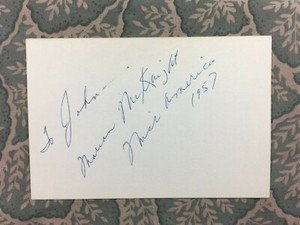 To John -
Marian McKnight
Miss America
1957